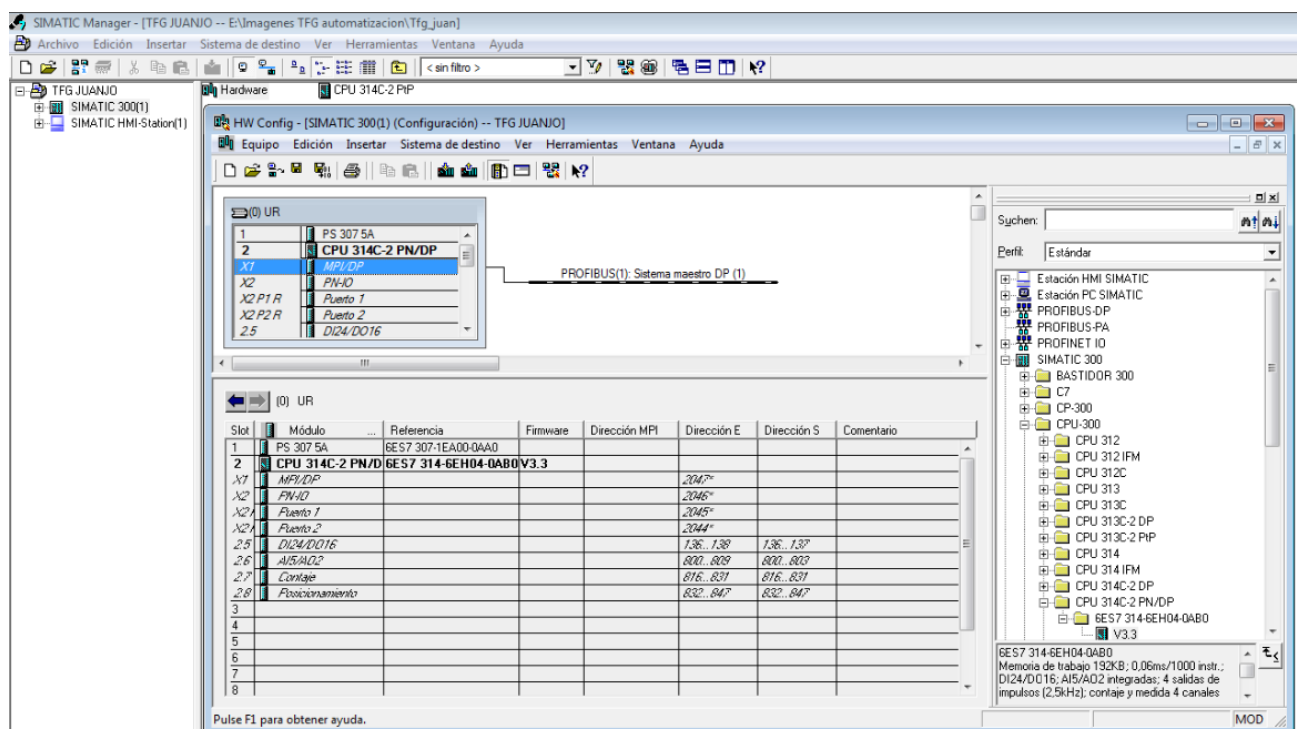 SIMATIC Manager - [TFG JUANJO -- E:\Imagenes TFG automatizacion\Tfg_juan]
Archivo Edición Insertar Sistema de destino Ver Herramientas Ventana Ayuda
< sin filtro >
TFG JUANJO
SIMATIC 300(1)
SIMATIC HMI-Station(1)
Hardware CPU 314C-2 PtP
HW Config - [SIMATIC 300(1) (Configuración) -- TFG JUANJO]
Equipo Edición Insertar Sistema de destino Ver Herramientas Ventana Ayuda
(0) UR
1 PS 307 5A
2 CPU 314C-2 PN/DP
X1 MPI/DP
X2 PN-IO
X2 P1 R Puerto 1
X2 P2 R Puerto 2
2.5 DI24/DO16
PROFIBUS(1): Sistema maestro DP (1)
(0) UR
Slot Módulo ... Referencia Firmware Dirección MPI Dirección E Dirección S Comentario
1 PS 307 5A 6ES7 307-1EA00-0AA0
2 CPU 314C-2 PN/D 6ES7 314-6EH04-0AB0 V3.3
X1 MPI/DP 2047*
X2 PN-IO 2046*
X2 Puerto 1 2045*
X2 Puerto 2 2044*
2.5 DI24/DO16 136...138 136...137
2.6 AI5/AO2 800...809 800...803
2.7 Contaje 816...831 816...831
2.8 Posicionamiento 832...847 832...847
3
4
5
6
7
8
Suchen:
Perfil: Estándar
Estación HMI SIMATIC
Estación PC SIMATIC
PROFIBUS-DP
PROFIBUS-PA
PROFINET IO
SIMATIC 300
BASTIDOR 300
C7
CP-300
CPU-300
CPU 312
CPU 312 IFM
CPU 312C
CPU 313
CPU 313C
CPU 313C-2 DP
CPU 313C-2 PtP
CPU 314
CPU 314 IFM
CPU 314C-2 DP
CPU 314C-2 PN/DP
6ES7 314-6EH04-0AB0
V3.3
6ES7 314-6EH04-0AB0
Memoria de trabajo 192KB; 0,06ms/1000 instr.;
DI24/DO16; AI5/AO2 integradas; 4 salidas de
impulsos (2,5kHz); contaje y medida 4 canales
Pulse F1 para obtener ayuda.
MOD